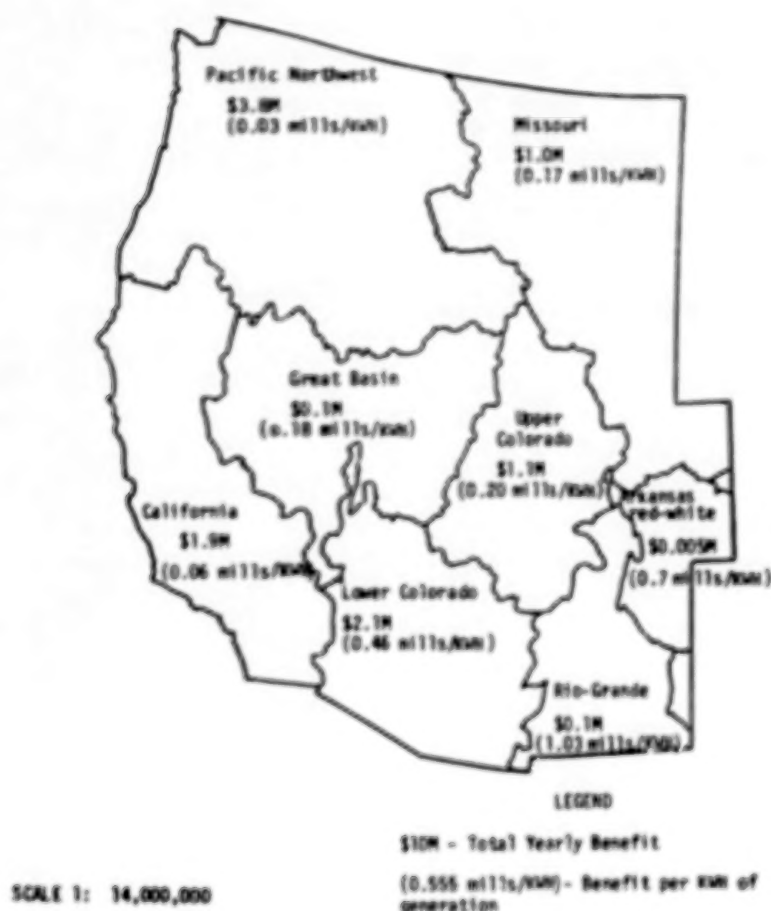 Pacific Northwest
$3.8M
(0.03 mills/KWH)
Missouri
$1.0M
(0.17 mills/KWH)
Great Basin
$0.1M
(0.18 mills/KWH)
Upper
Colorado
$1.1M
(0.20 mills/KWH)
Arkansas
red-white
$0.005M
(0.7 mills/KWH)
California
$1.9M
(0.06 mills/KWH)
Lower Colorado
$2.1M
(0.46 mills/KWH)
Rio-Grande
$0.1M
(1.03 mills/KWH)
LEGEND
$10M - Total Yearly Benefit
(0.555 mills/KWH)- Benefit per KWH of
generation
SCALE 1: 14,000,000